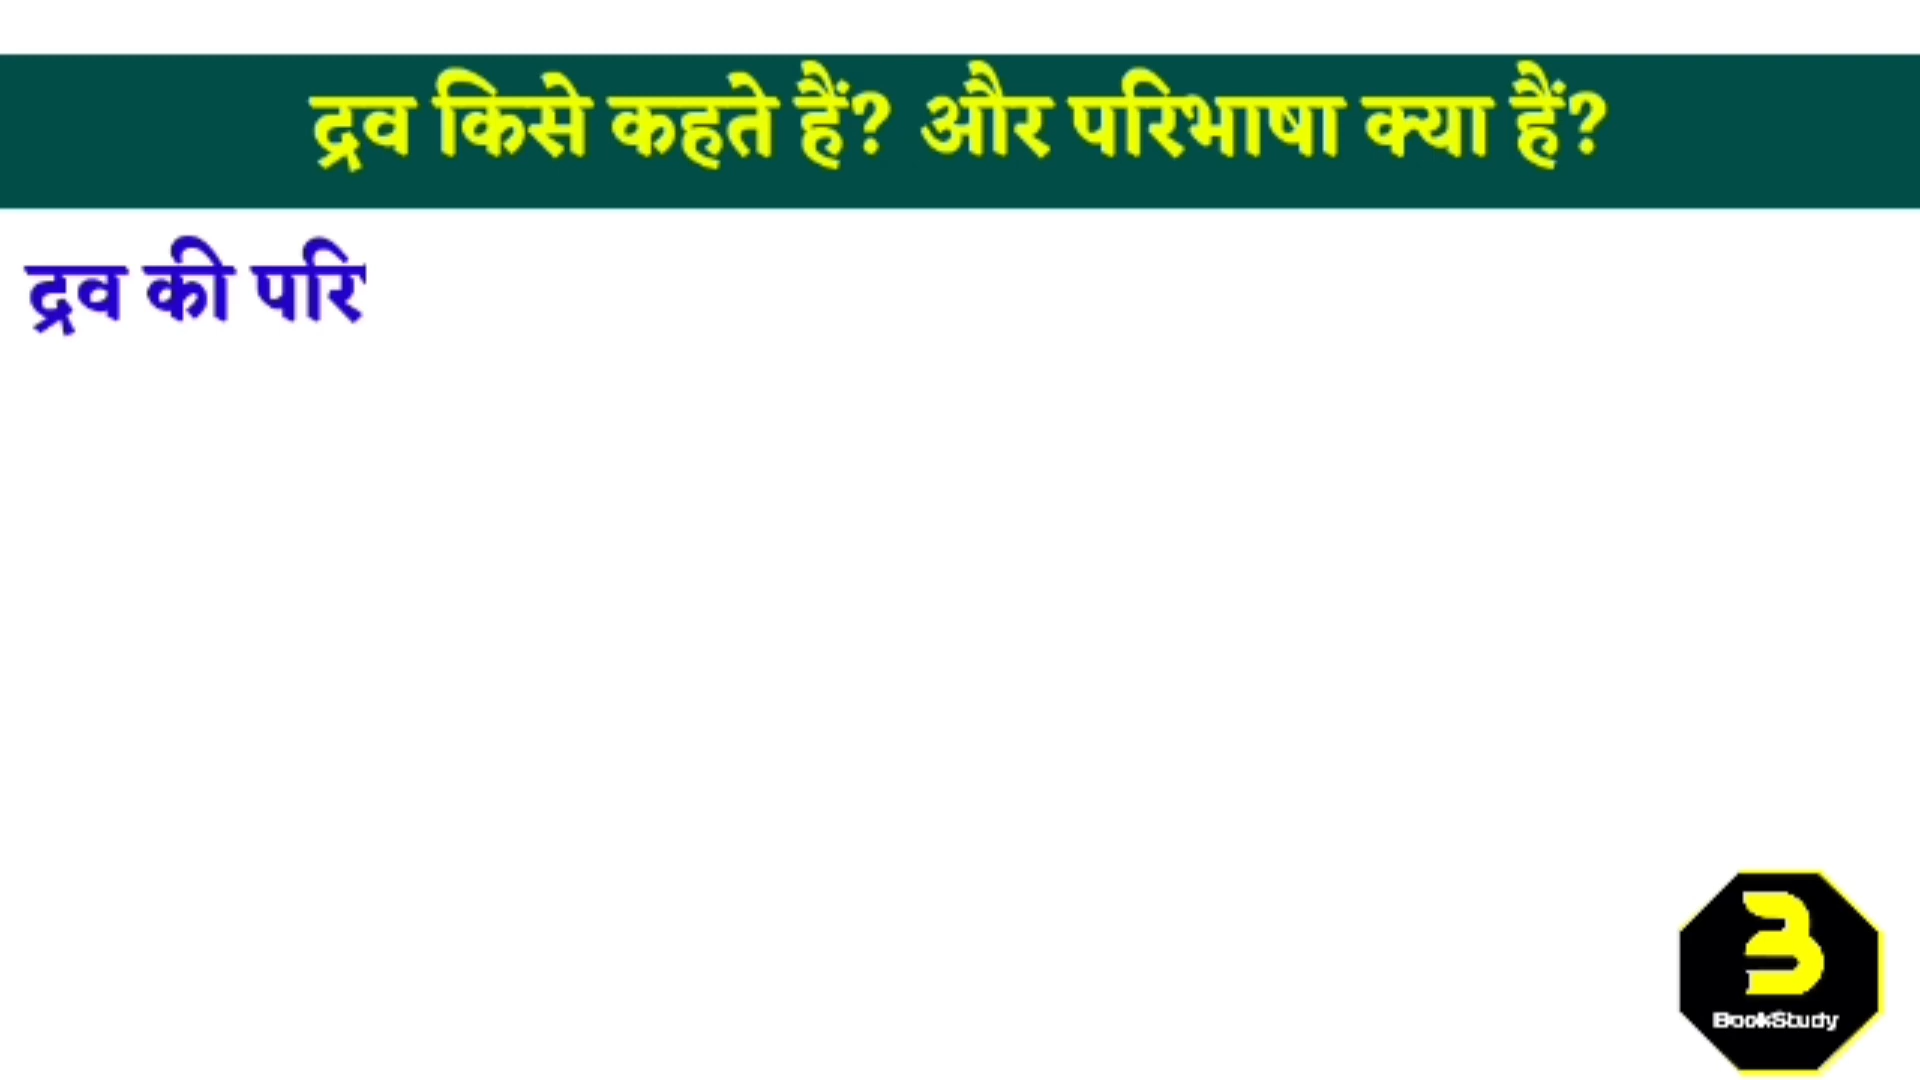 द्रव किसे कहते हैं? और परिभाषा क्या हैं?
द्रव की परि
BookStudy